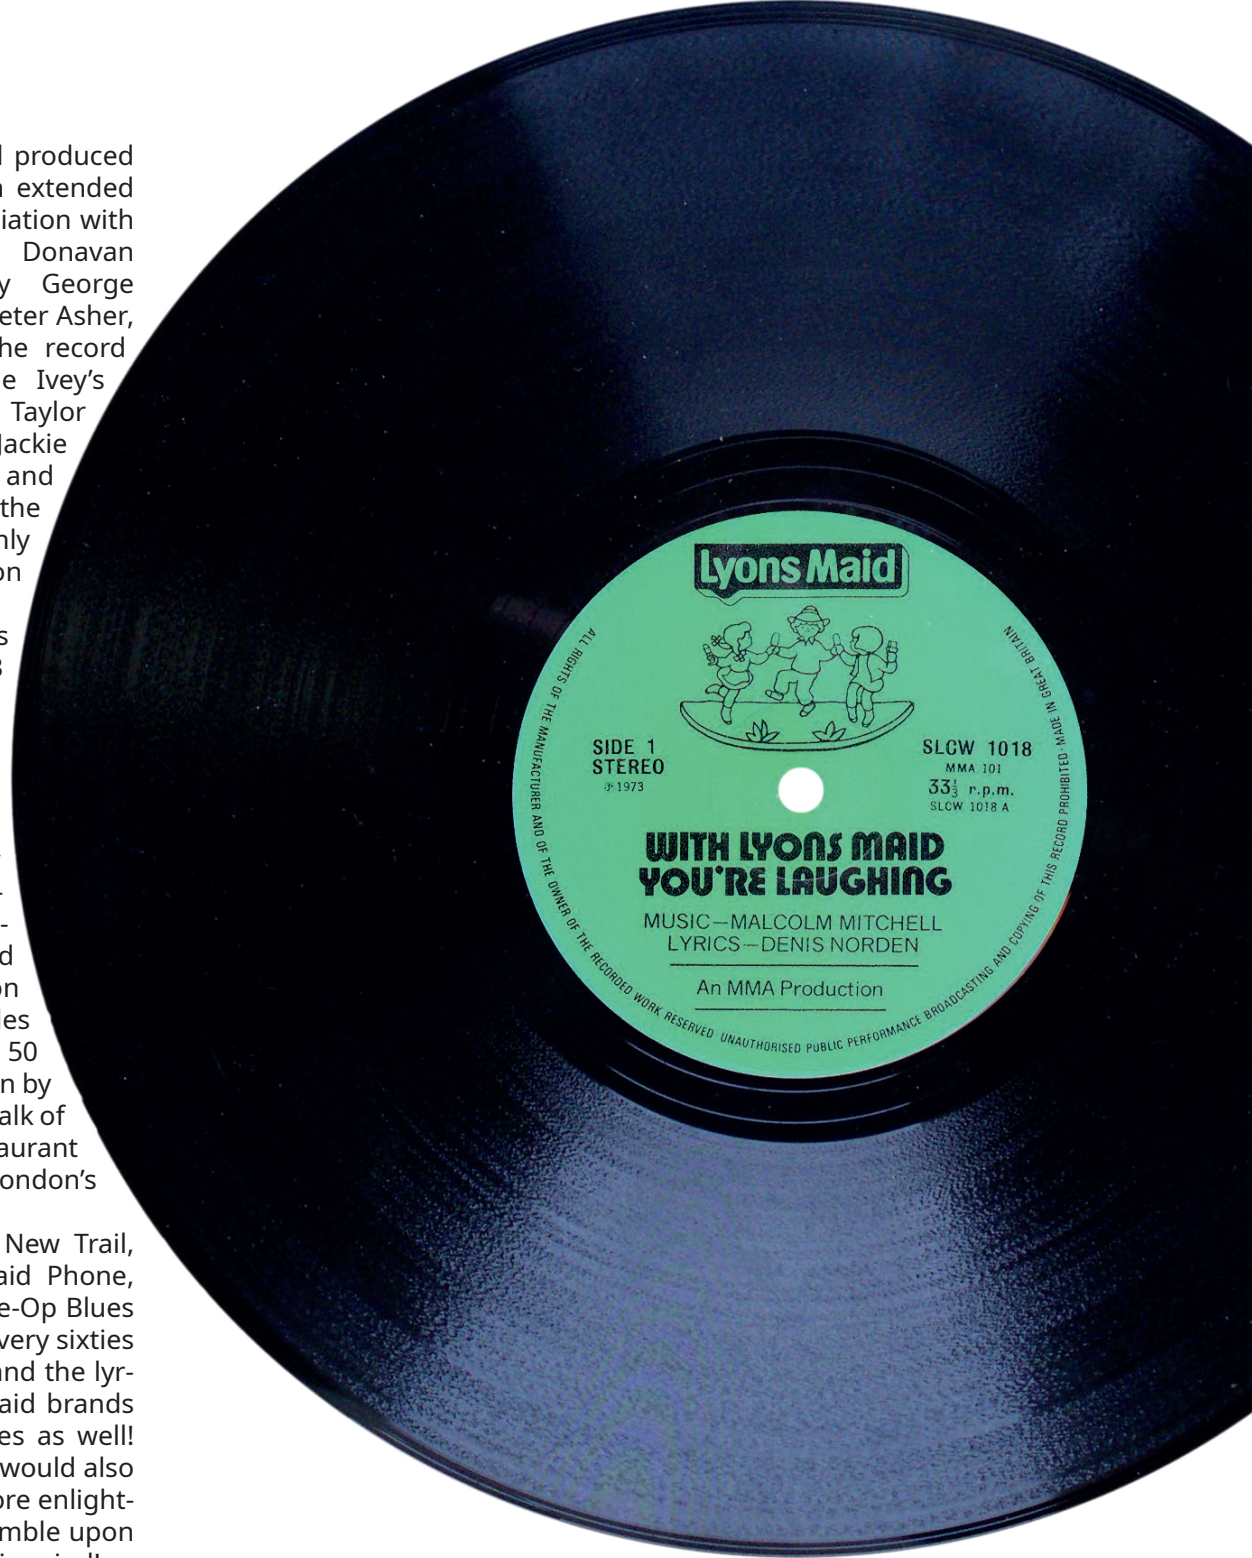 produced
extended
iation with
Donavan
y George
eter Asher,
he record
e Ivey’s
Taylor
Jackie
and
the
nly
on
s
-
d
on
les
50
n by
alk of
aurant
ondon’s
New Trail,
aid Phone,
e-Op Blues
very sixties
and the lyr-
aid brands
es as well!
would also
ore enlight-
mble upon
Lyons Maid
SIDE 1
STEREO
℗ 1973
SLCW 1018
MMA 101
33⅓ r.p.m.
SLCW 1018 A
WITH LYONS MAID
YOU'RE LAUGHING
MUSIC—MALCOLM MITCHELL
LYRICS—DENIS NORDEN
An MMA Production
ALL RIGHTS OF THE MANUFACTURER AND OF THE OWNER OF THE RECORDED WORK RESERVED UNAUTHORISED PUBLIC PERFORMANCE BROADCASTING AND COPYING OF THIS RECORD PROHIBITED · MADE IN GREAT BRITAIN